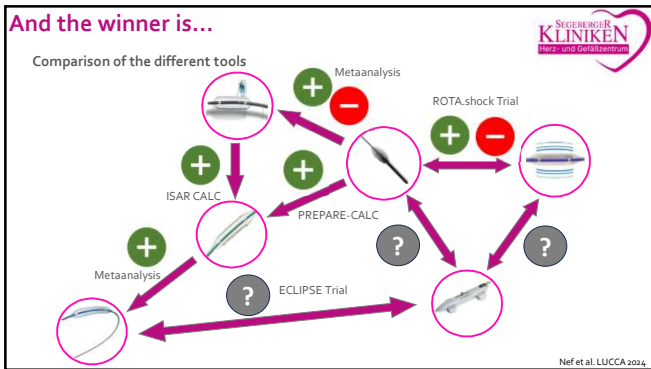 And the winner is...
SEGEBERGER
KLINIKEN
Herz- und Gefäßzentrum
Comparison of the different tools
Metaanalysis
ROTA.shock Trial
ISAR CALC
PREPARE-CALC
Metaanalysis
? ?
? ECLIPSE Trial
Nef et al. LUCCA 2024